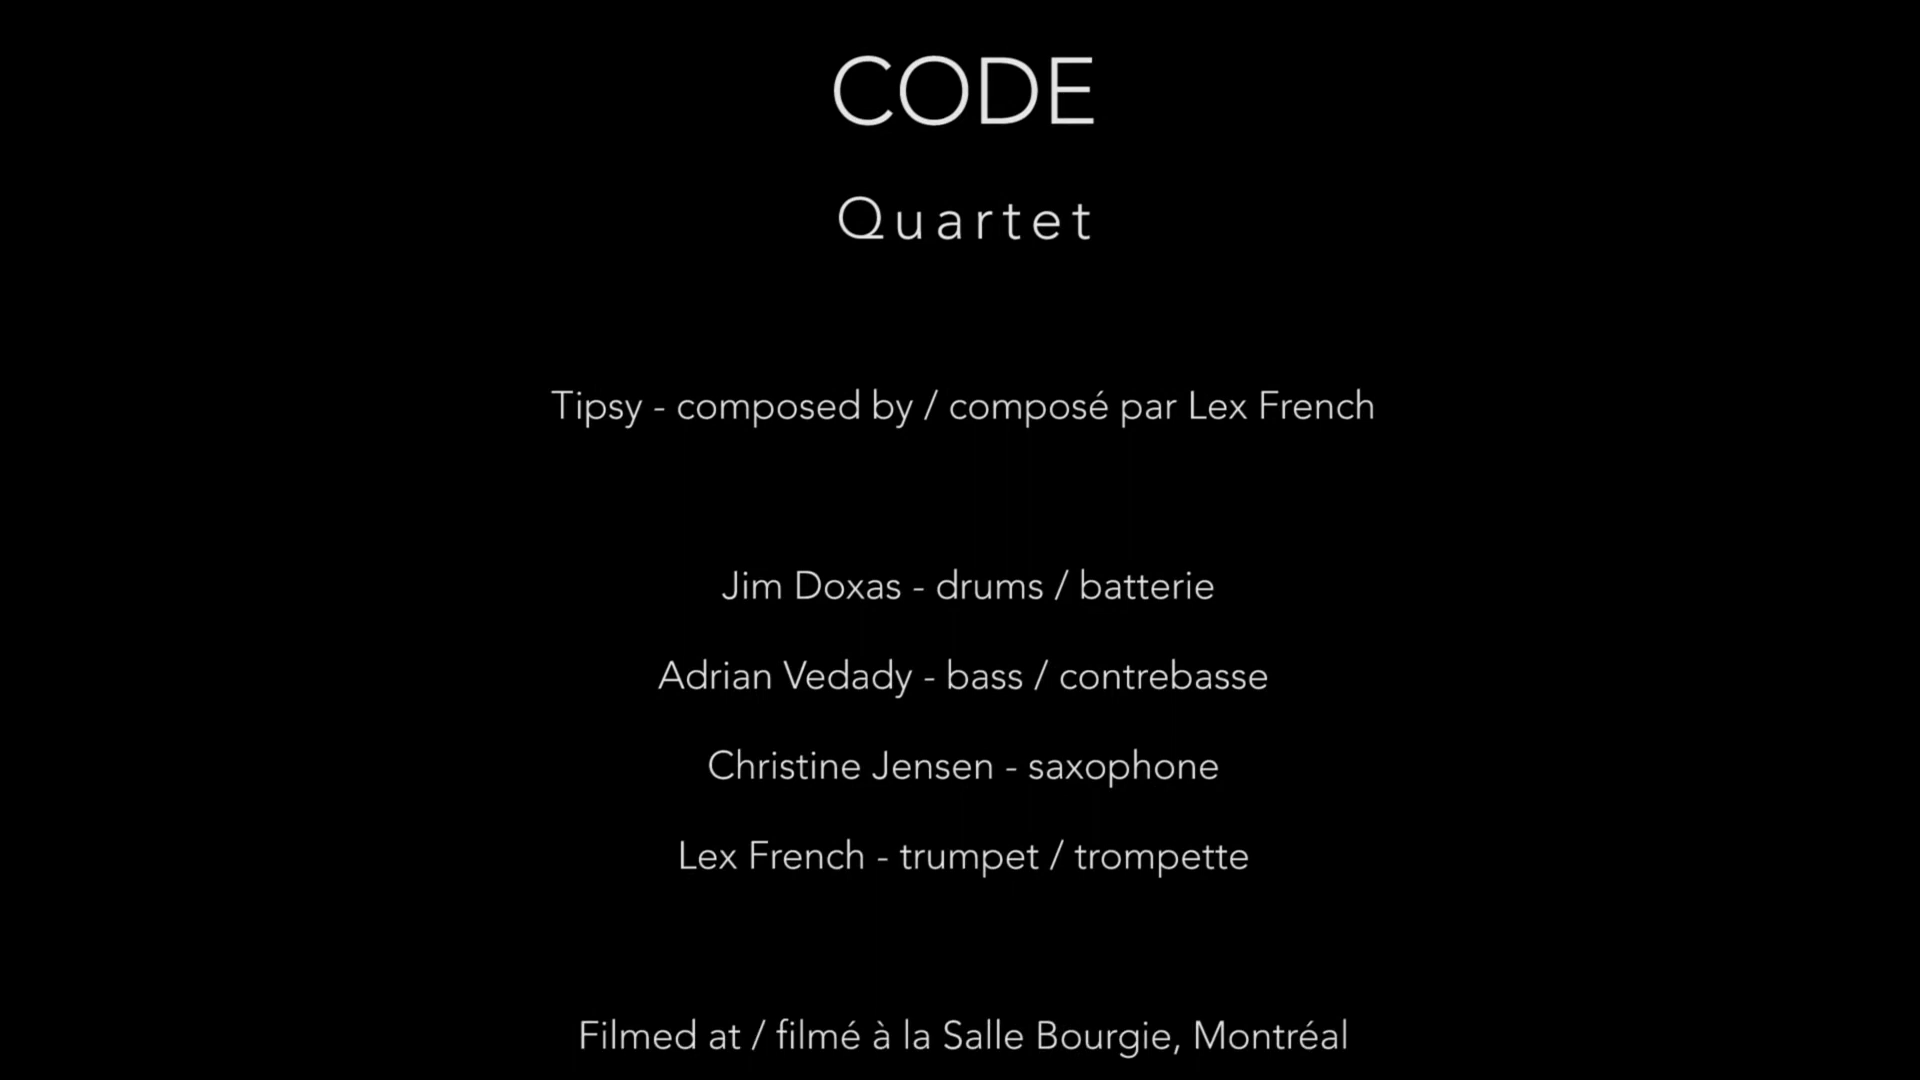 CODE
Quartet
Tipsy - composed by / composé par Lex French
Jim Doxas - drums / batterie
Adrian Vedady - bass / contrebasse
Christine Jensen - saxophone
Lex French - trumpet / trompette
Filmed at / filmé à la Salle Bourgie, Montréal